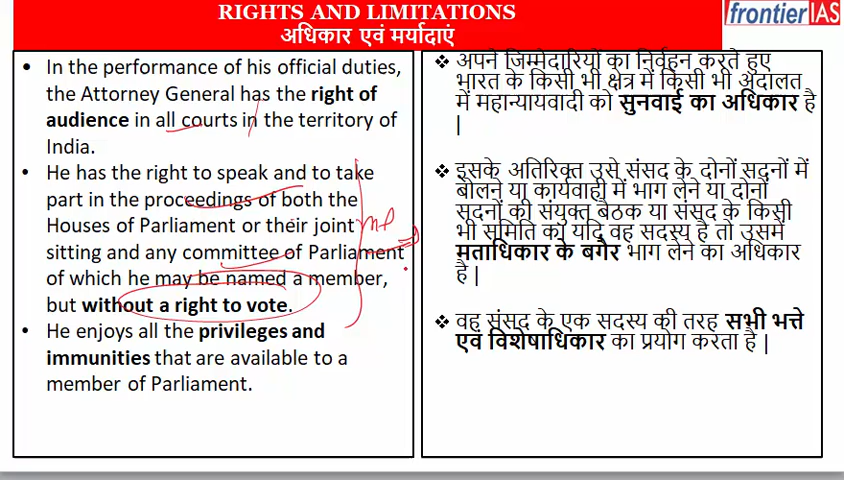 RIGHTS AND LIMITATIONS
अधिकार एवं मर्यादाएं
frontierIAS
In the performance of his official duties,
the Attorney General has the right of
audience in all courts in the territory of
India.
He has the right to speak and to take
part in the proceedings of both the
Houses of Parliament or their joint
sitting and any committee of Parliament
of which he may be named a member,
but without a right to vote.
He enjoys all the privileges and
immunities that are available to a
member of Parliament.
MP
अपने जिम्मेदारियों का निर्वहन करते हुए
भारत के किसी भी क्षेत्र में किसी भी अदालत
में महान्यायवादी को सुनवाई का अधिकार है
|
इसके अतिरिक्त उसे संसद के दोनों सदनों में
बोलने या कार्यवाही में भाग लेने या दोनों
सदनों की संयुक्त बैठक या संसद के किसी
भी समिति की यदि वह सदस्य है तो उसमें
मताधिकार के बगैर भाग लेने का अधिकार
है |
वह संसद के एक सदस्य की तरह सभी भत्ते
एवं विशेषाधिकार का प्रयोग करता है |